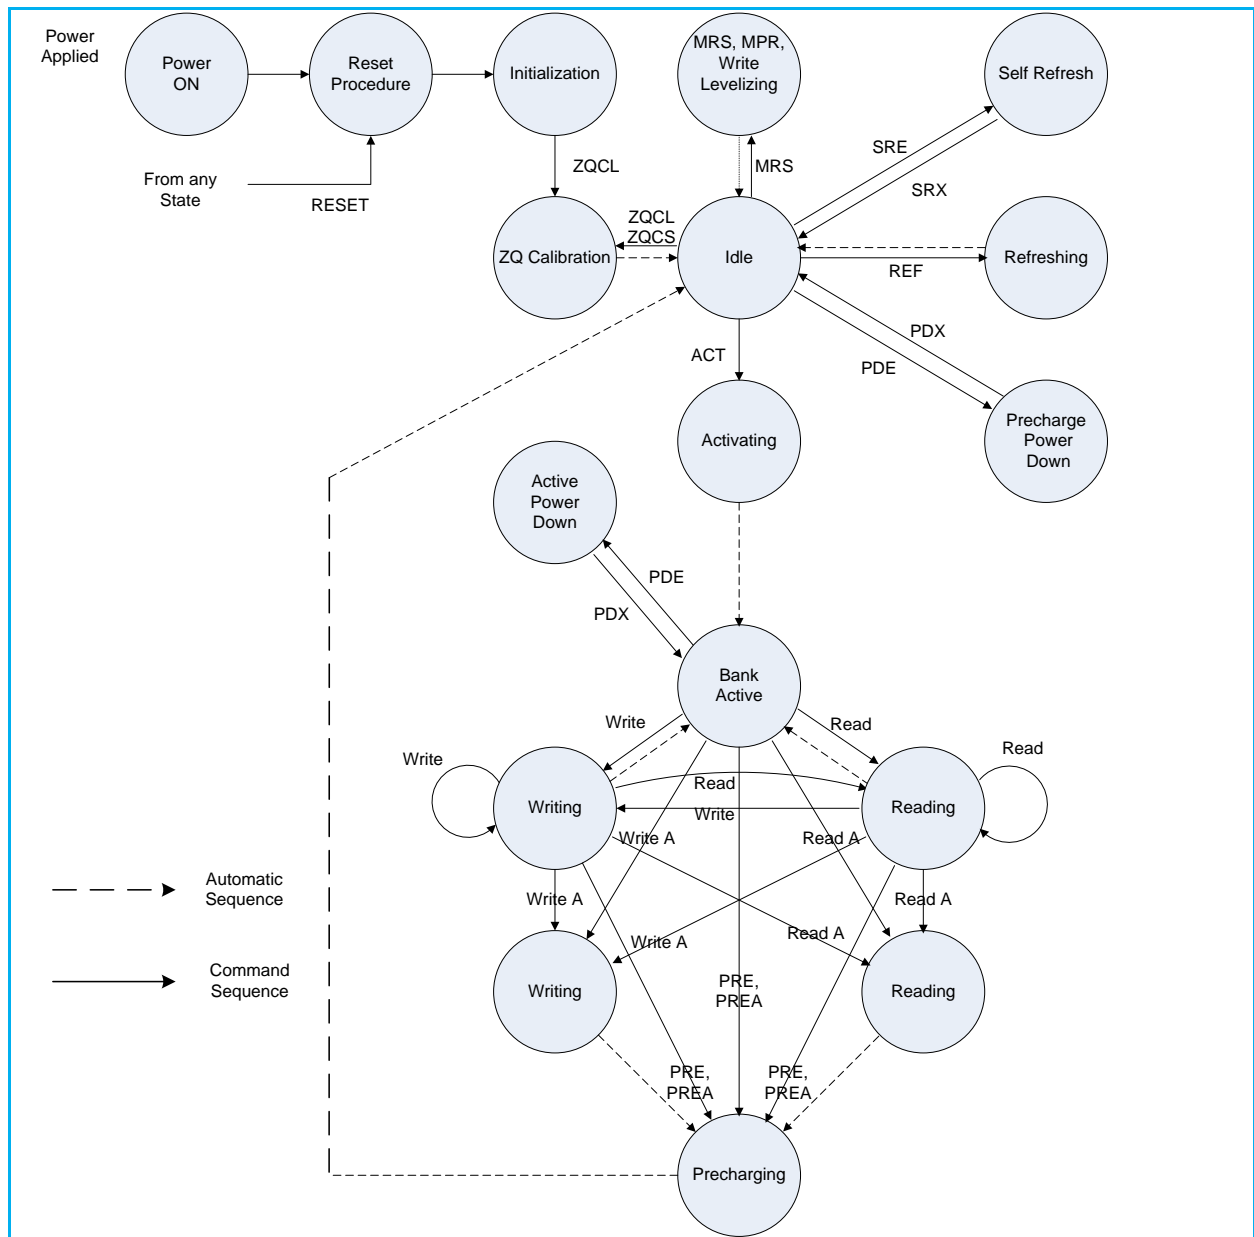 Power
Applied
Power
ON
Reset
Procedure
Initialization
MRS, MPR,
Write
Levelizing
Self Refresh
From any
State
RESET
ZQCL
MRS
SRE
SRX
ZQCL
ZQCS
ZQ Calibration
Idle
REF
Refreshing
ACT
PDX
PDE
Activating
Precharge
Power
Down
Active
Power
Down
PDE
PDX
Bank
Active
Write
Read
Write
Read
Writing
Read
Write
Reading
Write A
Read A
Automatic
Sequence
Write A
Read A
Write A
Read A
Command
Sequence
Writing
PRE,
PREA
Reading
PRE,
PREA
PRE,
PREA
Precharging